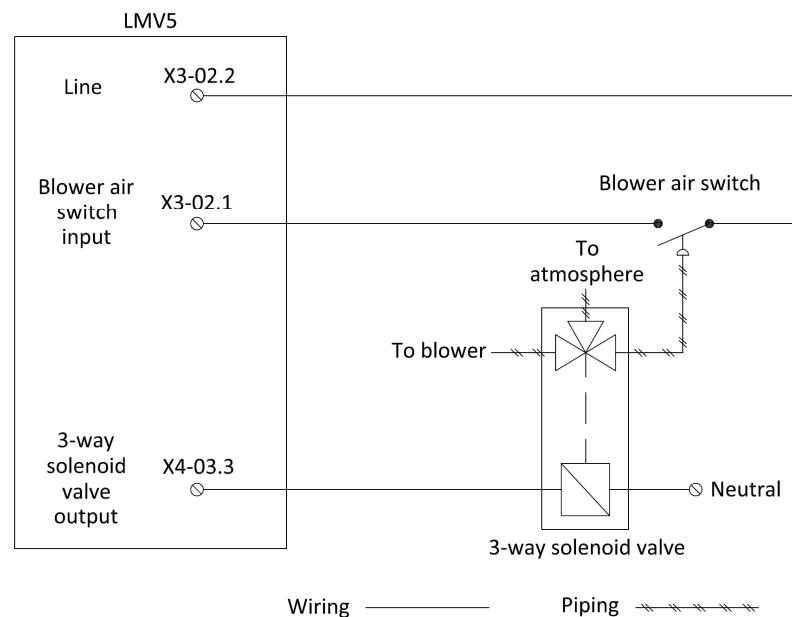 LMV5
Line
X3-02.2
Blower air
switch
input
X3-02.1
Blower air switch
To
atmosphere
To blower
3-way
solenoid
valve
output
X4-03.3
Neutral
3-way solenoid valve
Wiring
Piping